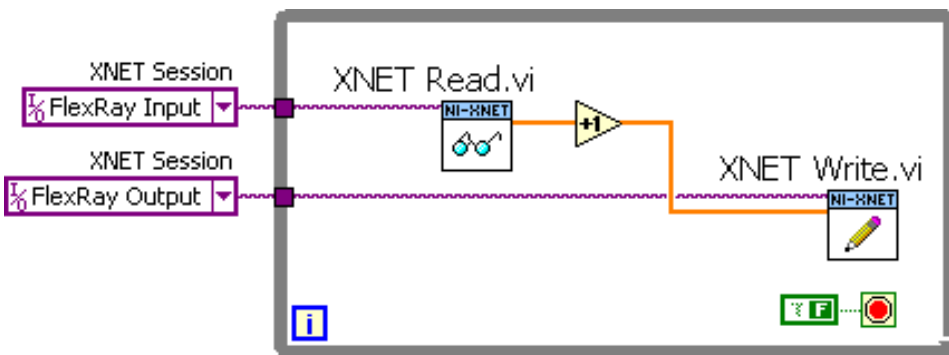 XNET Session
I/O FlexRay Input
XNET Session
I/O FlexRay Output
XNET Read.vi
NI-XNET
+1
XNET Write.vi
NI-XNET
i
? F